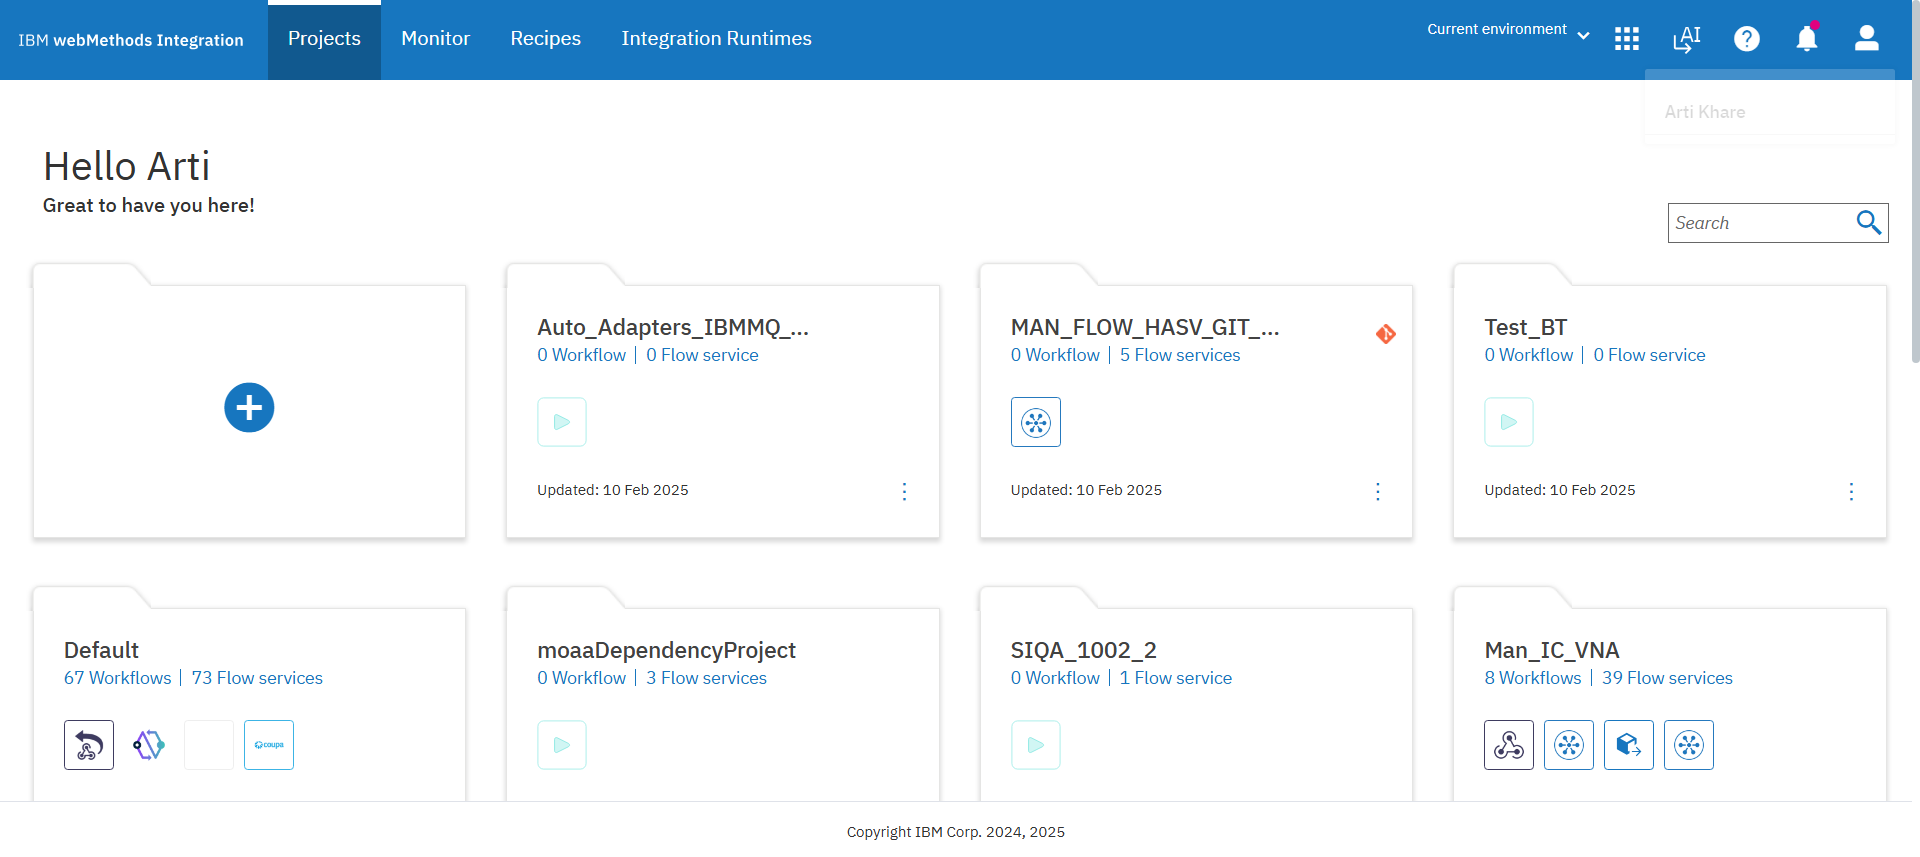 IBM webMethods Integration
Projects
Monitor
Recipes
Integration Runtimes
Current environment
AI
?
Arti Khare
Hello Arti
Great to have you here!
Search
Auto_Adapters_IBMMQ_...
0 Workflow | 0 Flow service
Updated: 10 Feb 2025
MAN_FLOW_HASV_GIT_...
0 Workflow | 5 Flow services
Updated: 10 Feb 2025
Test_BT
0 Workflow | 0 Flow service
Updated: 10 Feb 2025
Default
67 Workflows | 73 Flow services
coupa
moaaDependencyProject
0 Workflow | 3 Flow services
SIQA_1002_2
0 Workflow | 1 Flow service
Man_IC_VNA
8 Workflows | 39 Flow services
Copyright IBM Corp. 2024, 2025